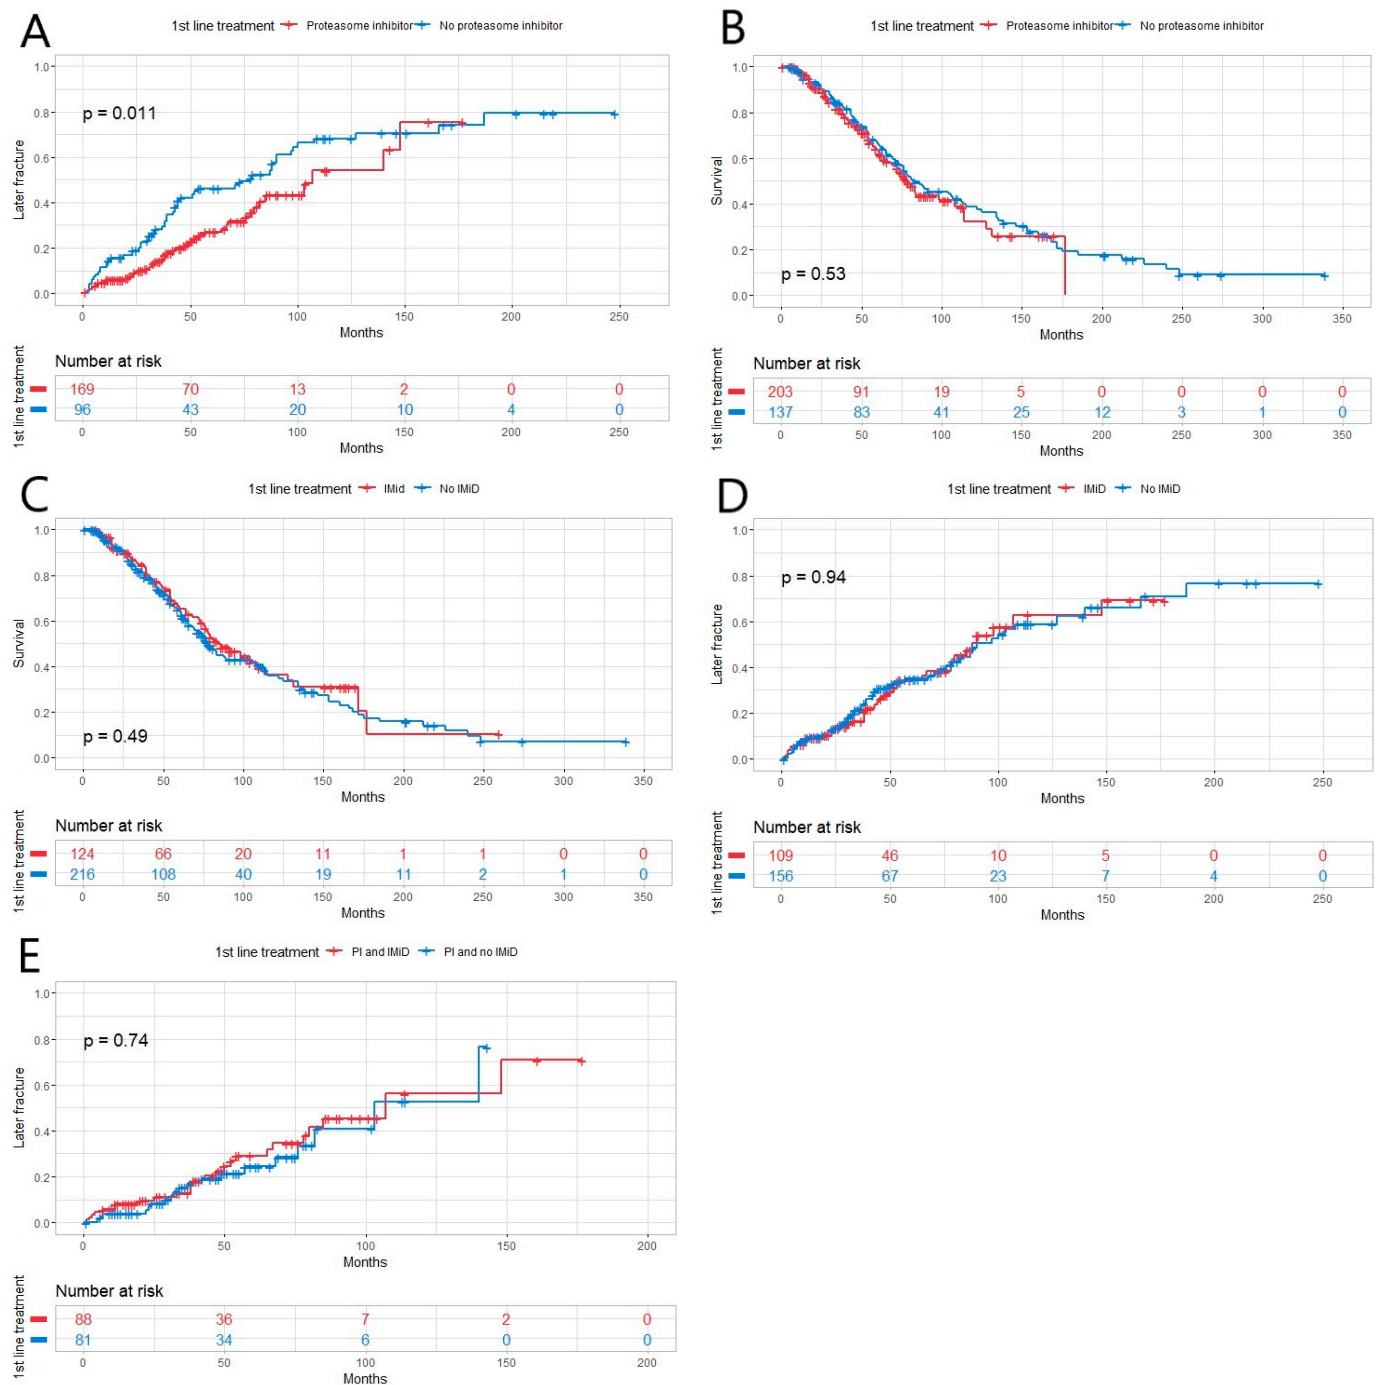 A
1st line treatment Proteasome inhibitor No proteasome inhibitor
1.0
0.8
0.6
0.4
0.2
0.0
Later fracture
p = 0.011
0 50 100 150 200 250
Months
Number at risk
1st line treatment
169 70 13 2 0 0
96 43 20 10 4 0
0 50 100 150 200 250
Months
B
1st line treatment Proteasome inhibitor No proteasome inhibitor
1.0
0.8
0.6
0.4
0.2
0.0
Survival
p = 0.53
0 50 100 150 200 250 300 350
Months
Number at risk
1st line treatment
203 91 19 5 0 0 0 0
137 83 41 25 12 3 1 0
0 50 100 150 200 250 300 350
Months
C
1st line treatment IMid No IMiD
1.0
0.8
0.6
0.4
0.2
0.0
Survival
p = 0.49
0 50 100 150 200 250 300 350
Months
Number at risk
1st line treatment
124 66 20 11 1 1 0 0
216 108 40 19 11 2 1 0
0 50 100 150 200 250 300 350
Months
D
1st line treatment IMiD No IMiD
1.0
0.8
0.6
0.4
0.2
0.0
Later fracture
p = 0.94
0 50 100 150 200 250
Months
Number at risk
1st line treatment
109 46 10 5 0 0
156 67 23 7 4 0
0 50 100 150 200 250
Months
E
1st line treatment PI and IMiD PI and no IMiD
1.0
0.8
0.6
0.4
0.2
0.0
Later fracture
p = 0.74
0 50 100 150 200
Months
Number at risk
1st line treatment
88 36 7 2 0
81 34 6 0 0
0 50 100 150 200
Months